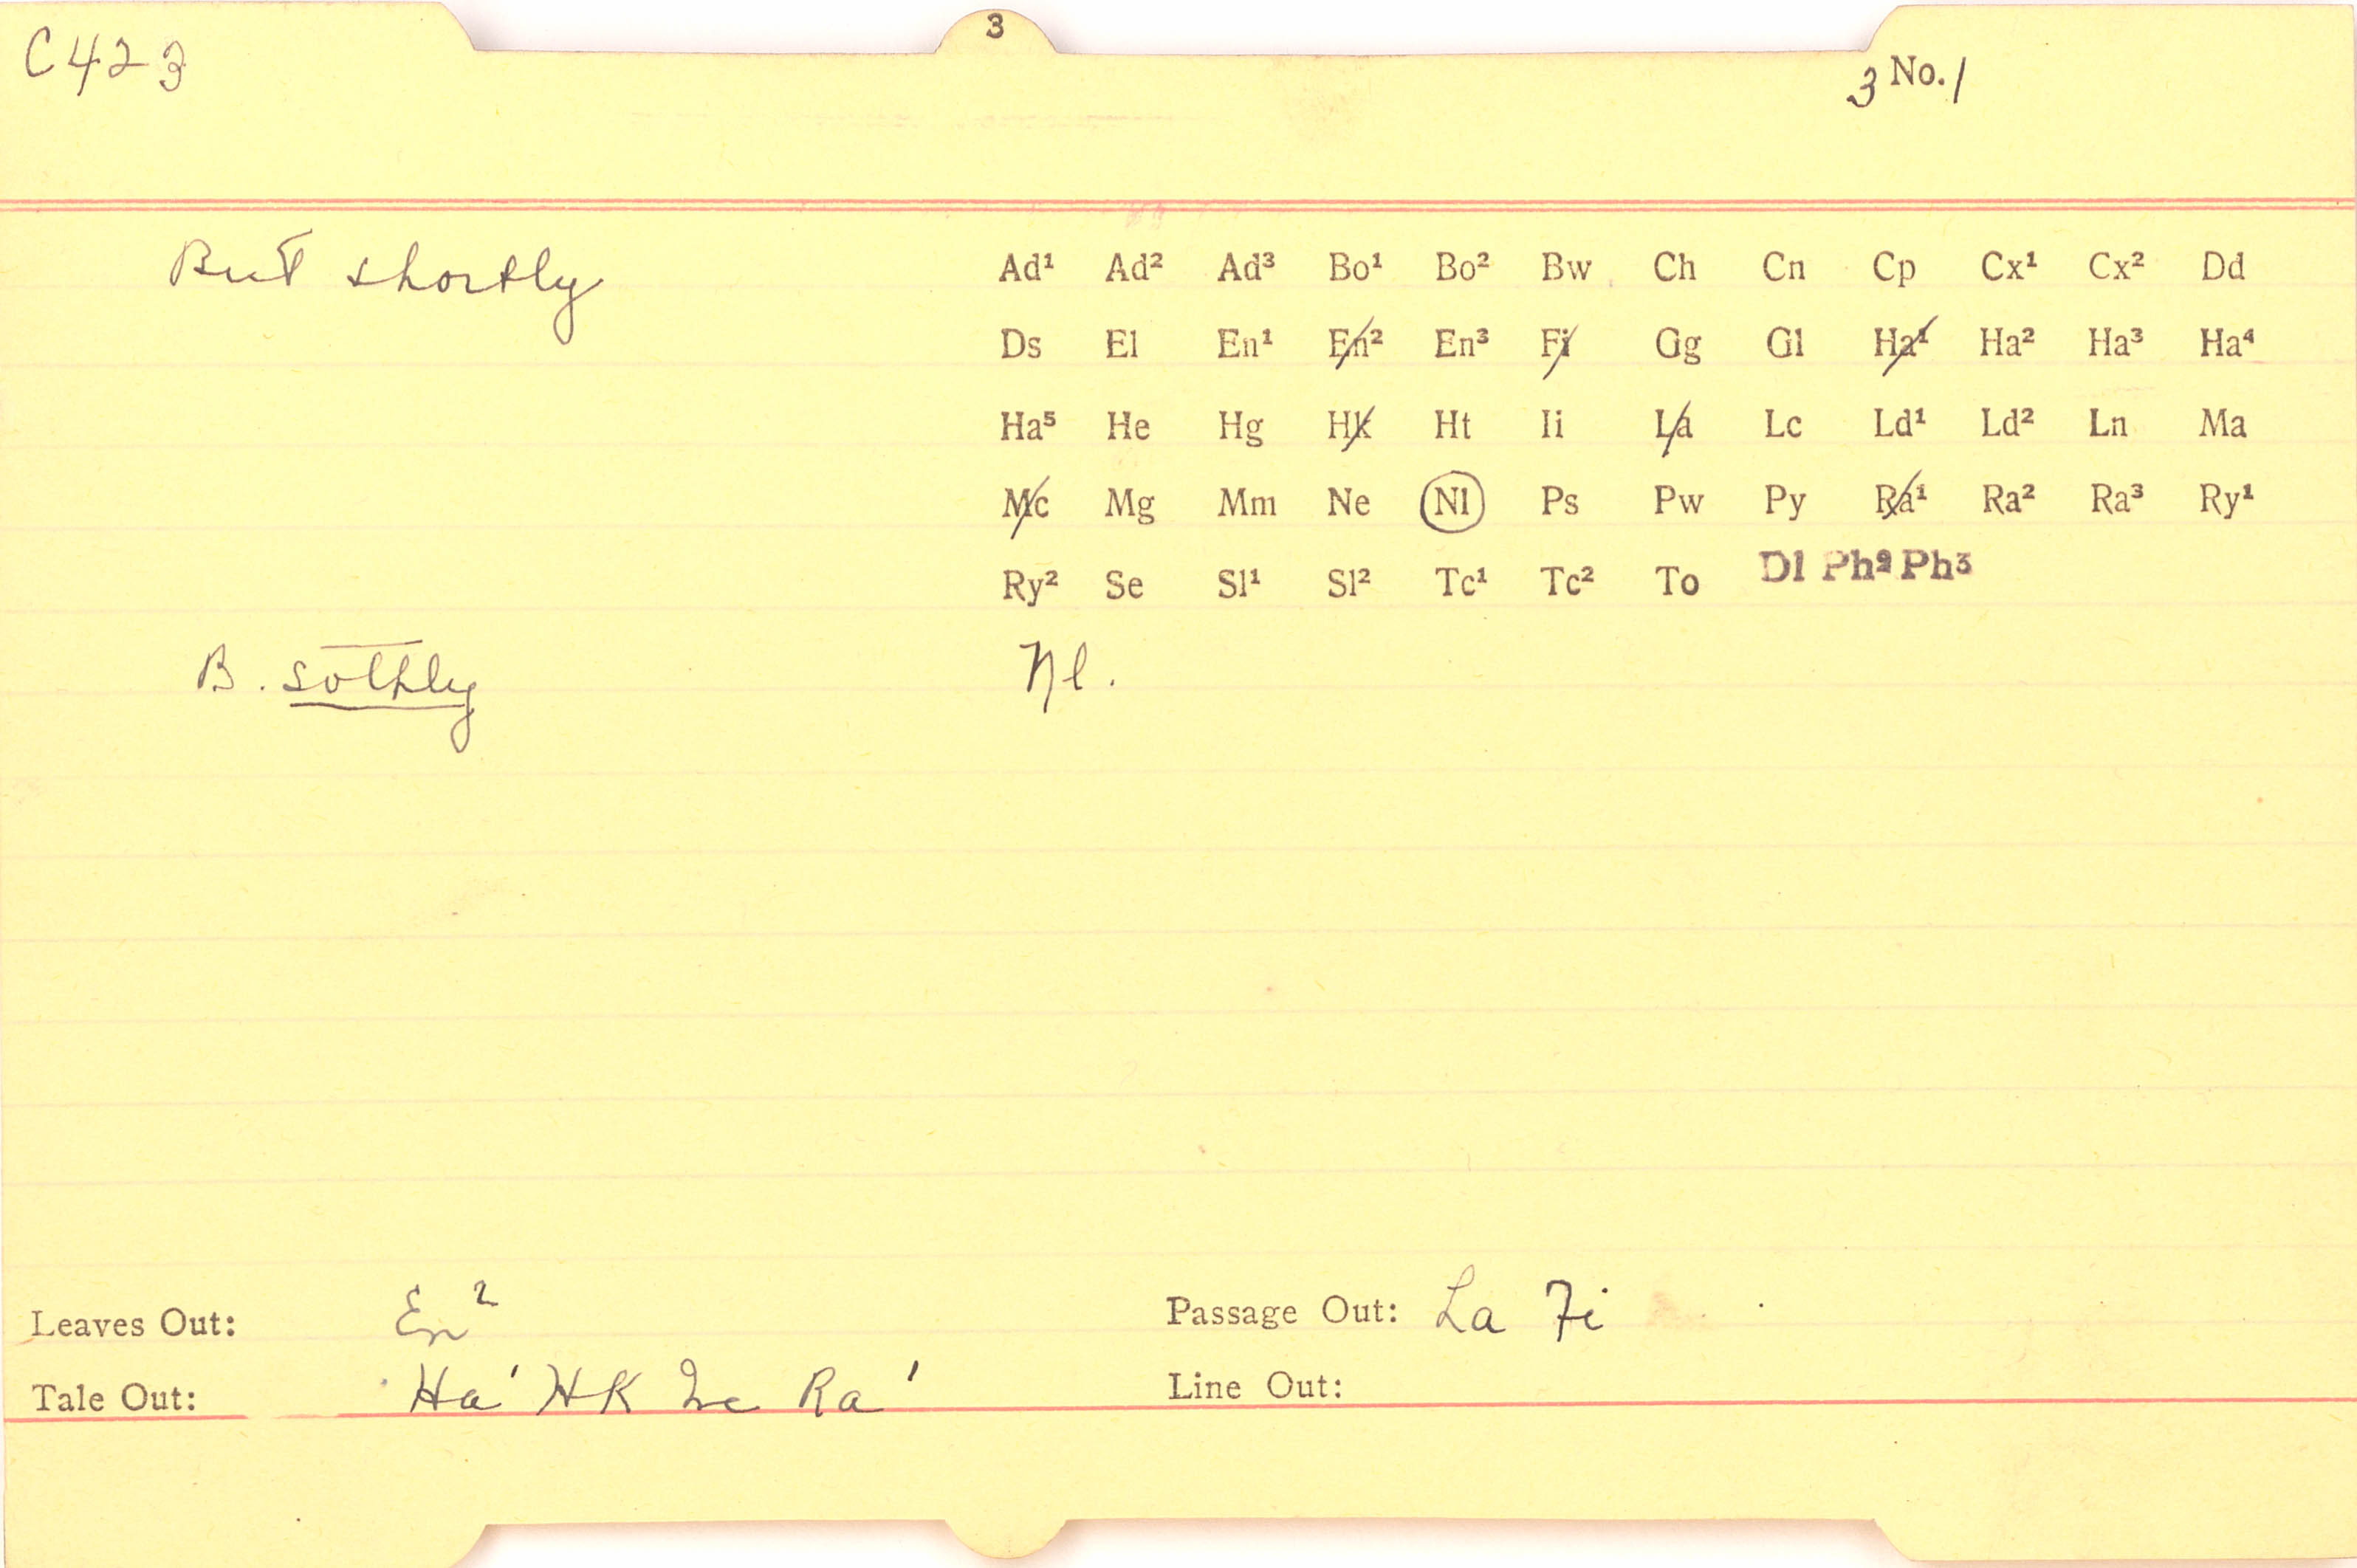 3
C423
3 No. 1
But shortly
Ad¹ Ad² Ad³ Bo¹ Bo² Bw Ch Cn Cp Cx¹ Cx² Dd
Ds El En¹ En² En³ Fi Gg Gl Ha¹ Ha² Ha³ Ha⁴
Ha⁵ He Hg Hk Ht Ii La Lc Ld¹ Ld² Ln Ma
Mc Mg Mm Ne Nl Ps Pw Py Ra¹ Ra² Ra³ Ry¹
Ry² Se Sl¹ Sl² Tc¹ Tc² To Dl Ph² Ph³
B. sothly Nl.
Leaves Out: En² Passage Out: La Fi
Tale Out: Ha¹ HK Mc Ra¹ Line Out: